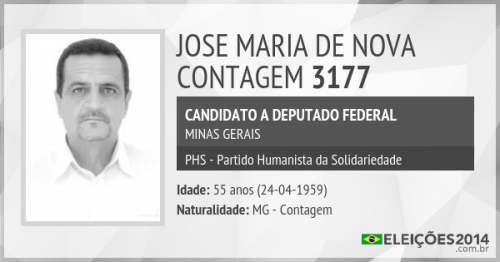 JOSE MARIA DE NOVA
CONTAGEM 3177
CANDIDATO A DEPUTADO FEDERAL
MINAS GERAIS
PHS - Partido Humanista da Solidariedade
Idade: 55 anos (24-04-1959)
Naturalidade: MG - Contagem
ELEIÇÕES2014
.com.br